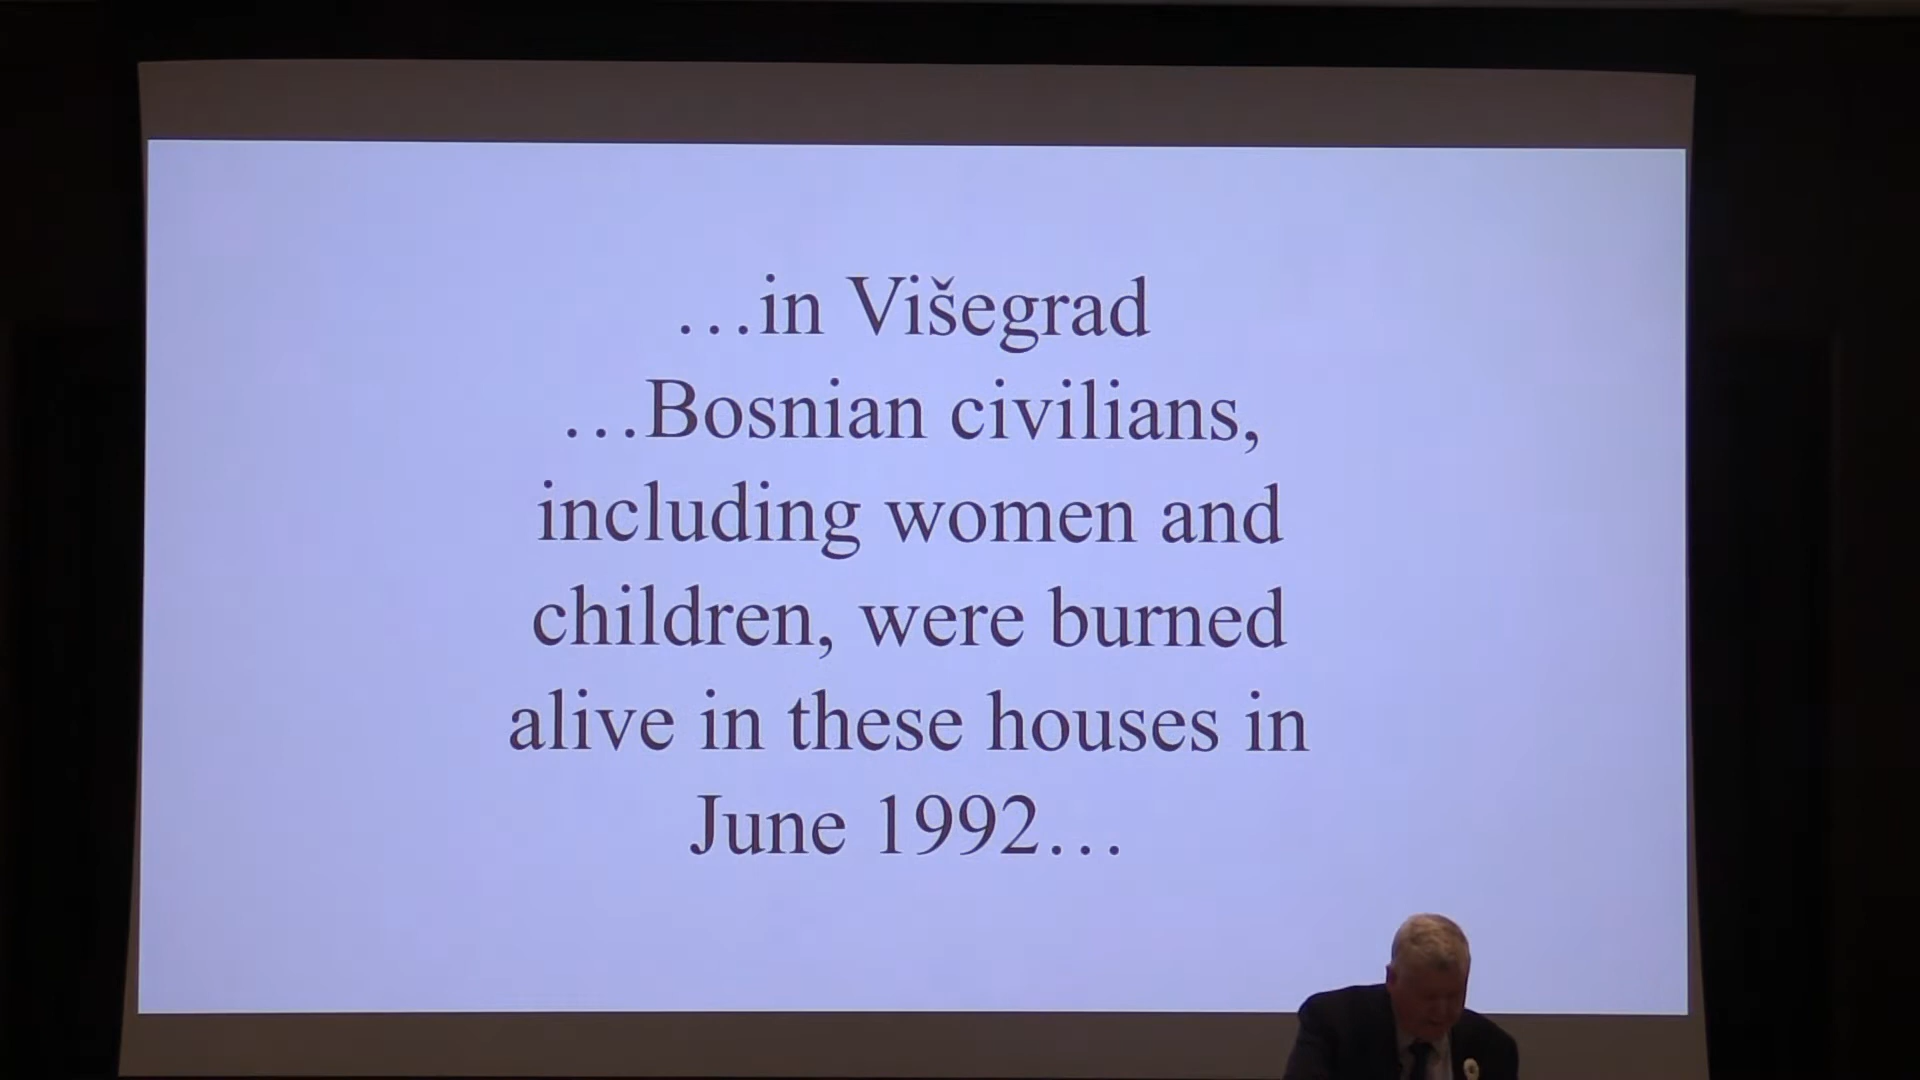 …in Višegrad
…Bosnian civilians,
including women and
children, were burned
alive in these houses in
June 1992…